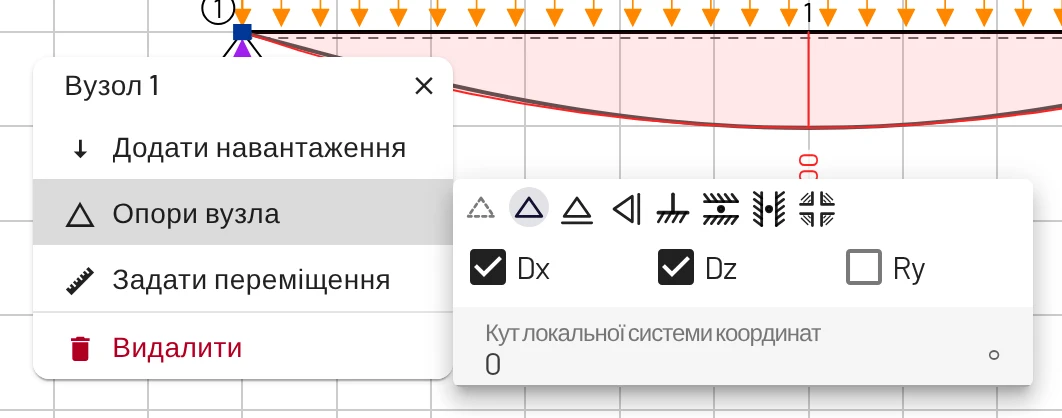 1
1
Вузол 1
Додати навантаження
Опори вузла
Задати переміщення
Видалити
Dx
Dz
Ry
Кут локальної системи координат
0 °